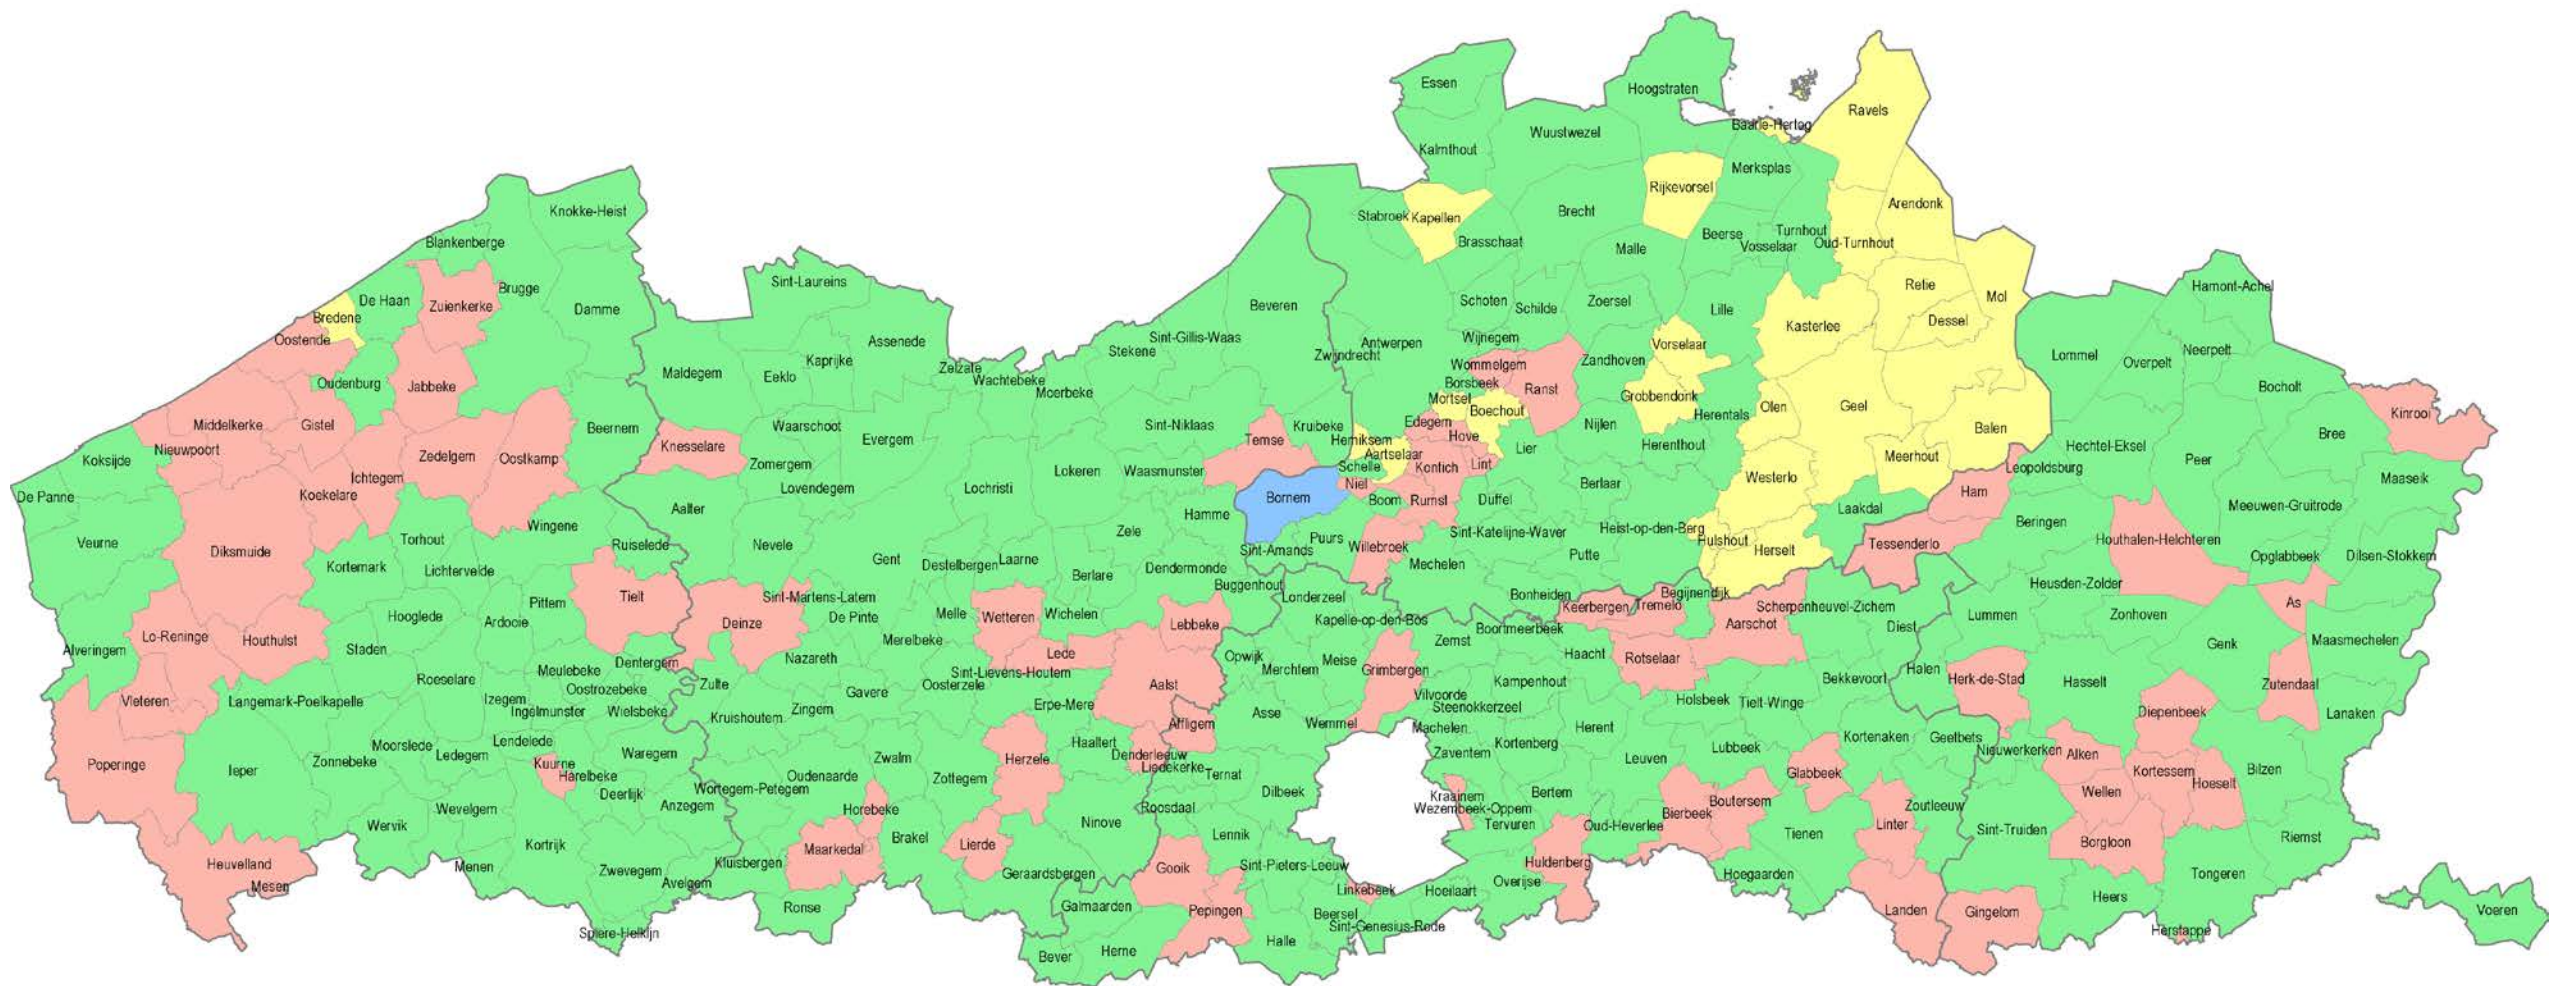 Essen
Hoogstraten
Ravels
Baarle-Hertog
Wuustwezel
Kalmthout
Merksplas
Rijkevorsel
Arendonk
Knokke-Heist
Brecht
Stabroek
Kapellen
Turnhout
Beerse
Vosselaar
Oud-Turnhout
Blankenberge
Brasschaat
Malle
Sint-Laureins
Retie
Hamont-Achel
Brugge
Mol
De Haan
Zuienkerke
Damme
Beveren
Schoten
Schilde
Zoersel
Lille
Bredene
Dessel
Kasterlee
Oostende
Assenede
Sint-Gillis-Waas
Wijnegem
Antwerpen
Vorselaar
Stekene
Zwijndrecht
Lommel
Neerpelt
Overpelt
Kaprijke
Zandhoven
Wommelgem
Zelzate
Maldegem
Eeklo
Wachtebeke
Oudenburg
Jabbeke
Borsbeek
Ranst
Bocholt
Moerbeke
Mortsel
Grobbendonk
Boechout
Olen
Geel
Kinrooi
Herentals
Middelkerke
Gistel
Beernem
Waarschoot
Sint-Niklaas
Kruibeke
Edegem
Nijlen
Balen
Bree
Evergem
Temse
Hemiksem
Hove
Knesselare
Nieuwpoort
Aartselaar
Lier
Herenthout
Hechtel-Eksel
Zedelgem
Oostkamp
Koksijde
Zomergem
Lokeren
Waasmunster
Schelle
Kontich
Lint
Meerhout
Peer
Leopoldsburg
Ichtegem
Westerlo
Maaseik
Niel
Berlaar
De Panne
Koekelare
Lovendegem
Lochristi
Bornem
Boom
Rumst
Duffel
Ham
Aalter
Laakdal
Meeuwen-Gruitrode
Hamme
Wingene
Heist-op-den-Berg
Beringen
Zele
Sint-Katelijne-Waver
Torhout
Puurs
Hulshout
Houthalen-Helchteren
Veurne
Ruiselede
Nevele
Willebroek
Tessenderlo
Diksmuide
Sint-Amands
Putte
Herselt
Opglabbeek
Dilsen-Stokkem
Gent
Laarne
Destelbergen
Mechelen
Kortemark
Lichtervelde
Dendermonde
Berlare
Buggenhout
Heusden-Zolder
Tielt
Sint-Martens-Latem
Londerzeel
Bonheiden
Begijnendijk
Pittem
Keerbergen
Tremelo
Scherpenheuvel-Zichem
As
Hooglede
Melle
Wetteren
Wichelen
Lummen
Zonhoven
Ardooie
Deinze
De Pinte
Lebbeke
Kapelle-op-den-Bos
Aarschot
Lo-Reninge
Houthulst
Boortmeerbeek
Diest
Merelbeke
Zemst
Maasmechelen
Alveringem
Staden
Genk
Lede
Haacht
Nazareth
Opwijk
Meise
Rotselaar
Dentergem
Merchtem
Halen
Meulebeke
Sint-Lievens-Houtem
Grimbergen
Roeselare
Zulte
Oosterzele
Aalst
Kampenhout
Bekkevoort
Herk-de-Stad
Hasselt
Zutendaal
Oostrozebeke
Gavere
Vilvoorde
Vleteren
Langemark-Poelkapelle
Izegem
Holsbeek
Tielt-Winge
Erpe-Mere
Steenokkerzeel
Ingelmunster
Wielsbeke
Zingem
Kruishoutem
Asse
Diepenbeek
Lanaken
Affligem
Wemmel
Machelen
Herent
Lendelede
Haaltert
Kortenberg
Kortenaken
Geetbets
Moorslede
Lubbeek
Nieuwerkerken
Ledegem
Waregem
Zaventem
Denderleeuw
Alken
Zwalm
Herzele
Leuven
Zonnebeke
Poperinge
Kuurne
Liedekerke
Ieper
Harelbeke
Oudenaarde
Zottegem
Ternat
Glabbeek
Kortessem
Bilzen
Hoeselt
Wortegem-Petegem
Deerlijk
Dilbeek
Bertem
Wellen
Kraainem
Boutersem
Anzegem
Roosdaal
Wezembeek-Oppem
Zoutleeuw
Wevelgem
Horebeke
Bierbeek
Wervik
Ninove
Tervuren
Oud-Heverlee
Linter
Sint-Truiden
Brakel
Lennik
Tienen
Riemst
Kortrijk
Lierde
Maarkedal
Borgloon
Heuvelland
Menen
Kluisbergen
Gooik
Sint-Pieters-Leeuw
Huldenberg
Zwevegem
Geraardsbergen
Hoegaarden
Tongeren
Mesen
Avelgem
Linkebeek
Hoeilaart
Overijse
Heers
Ronse
Galmaarden
Pepingen
Beersel
Landen
Gingelom
Voeren
Sint-Genesius-Rode
Herstappe
Spiere-Helkijn
Halle
Herne
Bever